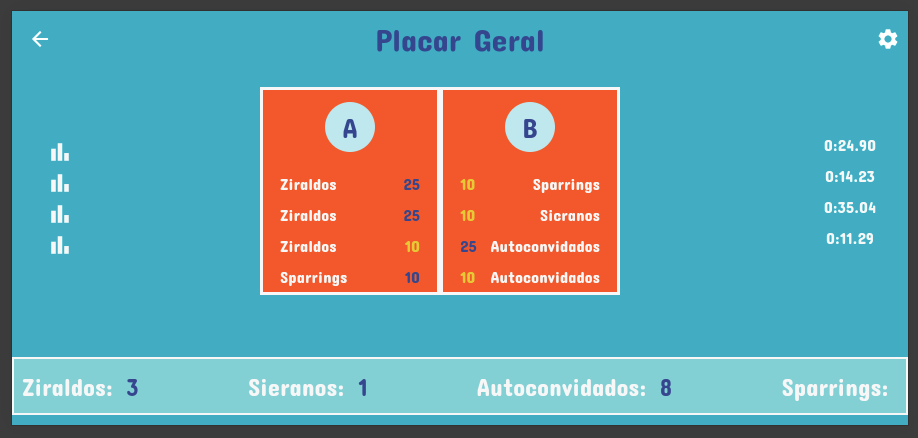 Placar Geral
A B
Ziraldos 25 10 Sparrings 0:24.90
Ziraldos 25 10 Sicranos 0:14.23
Ziraldos 10 25 Autoconvidados 0:35.04
Sparrings 10 10 Autoconvidados 0:11.29
Ziraldos: 3 Sieranos: 1 Autoconvidados: 8 Sparrings: